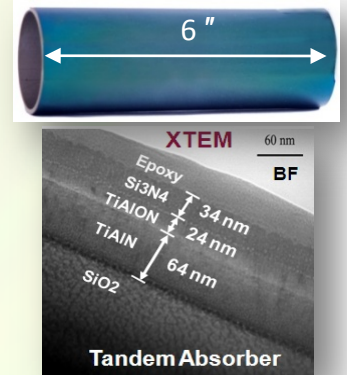 6 "
XTEM
60 nm
BF
Epoxy
Si3N4
34 nm
TiAlON
24 nm
TiAlN
64 nm
SiO2
Tandem Absorber